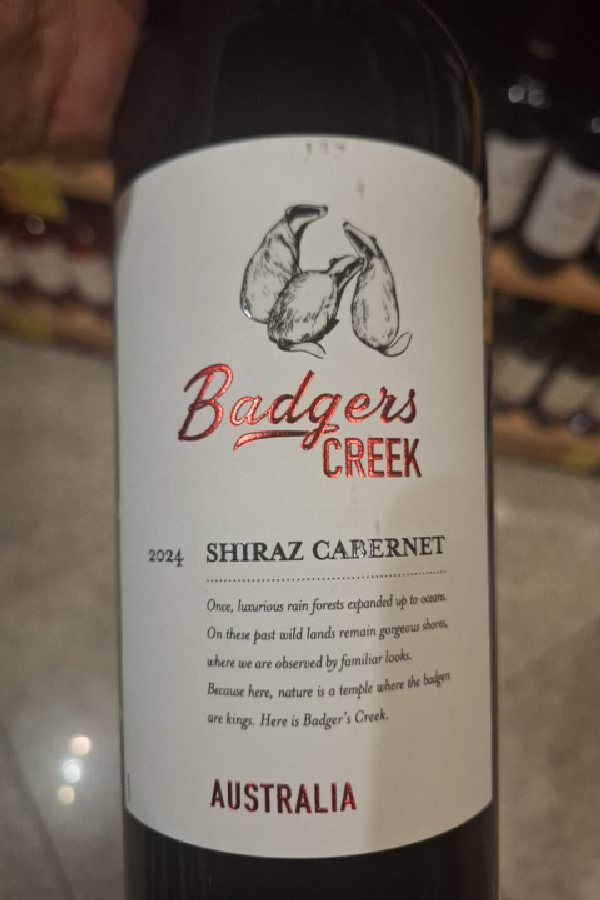 Badgers
CREEK
2024 SHIRAZ CABERNET
Once, luxurious rain forests expanded up to oceans.
On these past wild lands remain gorgeous shores,
where we are observed by familiar looks.
Because here, nature is a temple where the badgers
are kings. Here is Badger's Creek.
AUSTRALIA